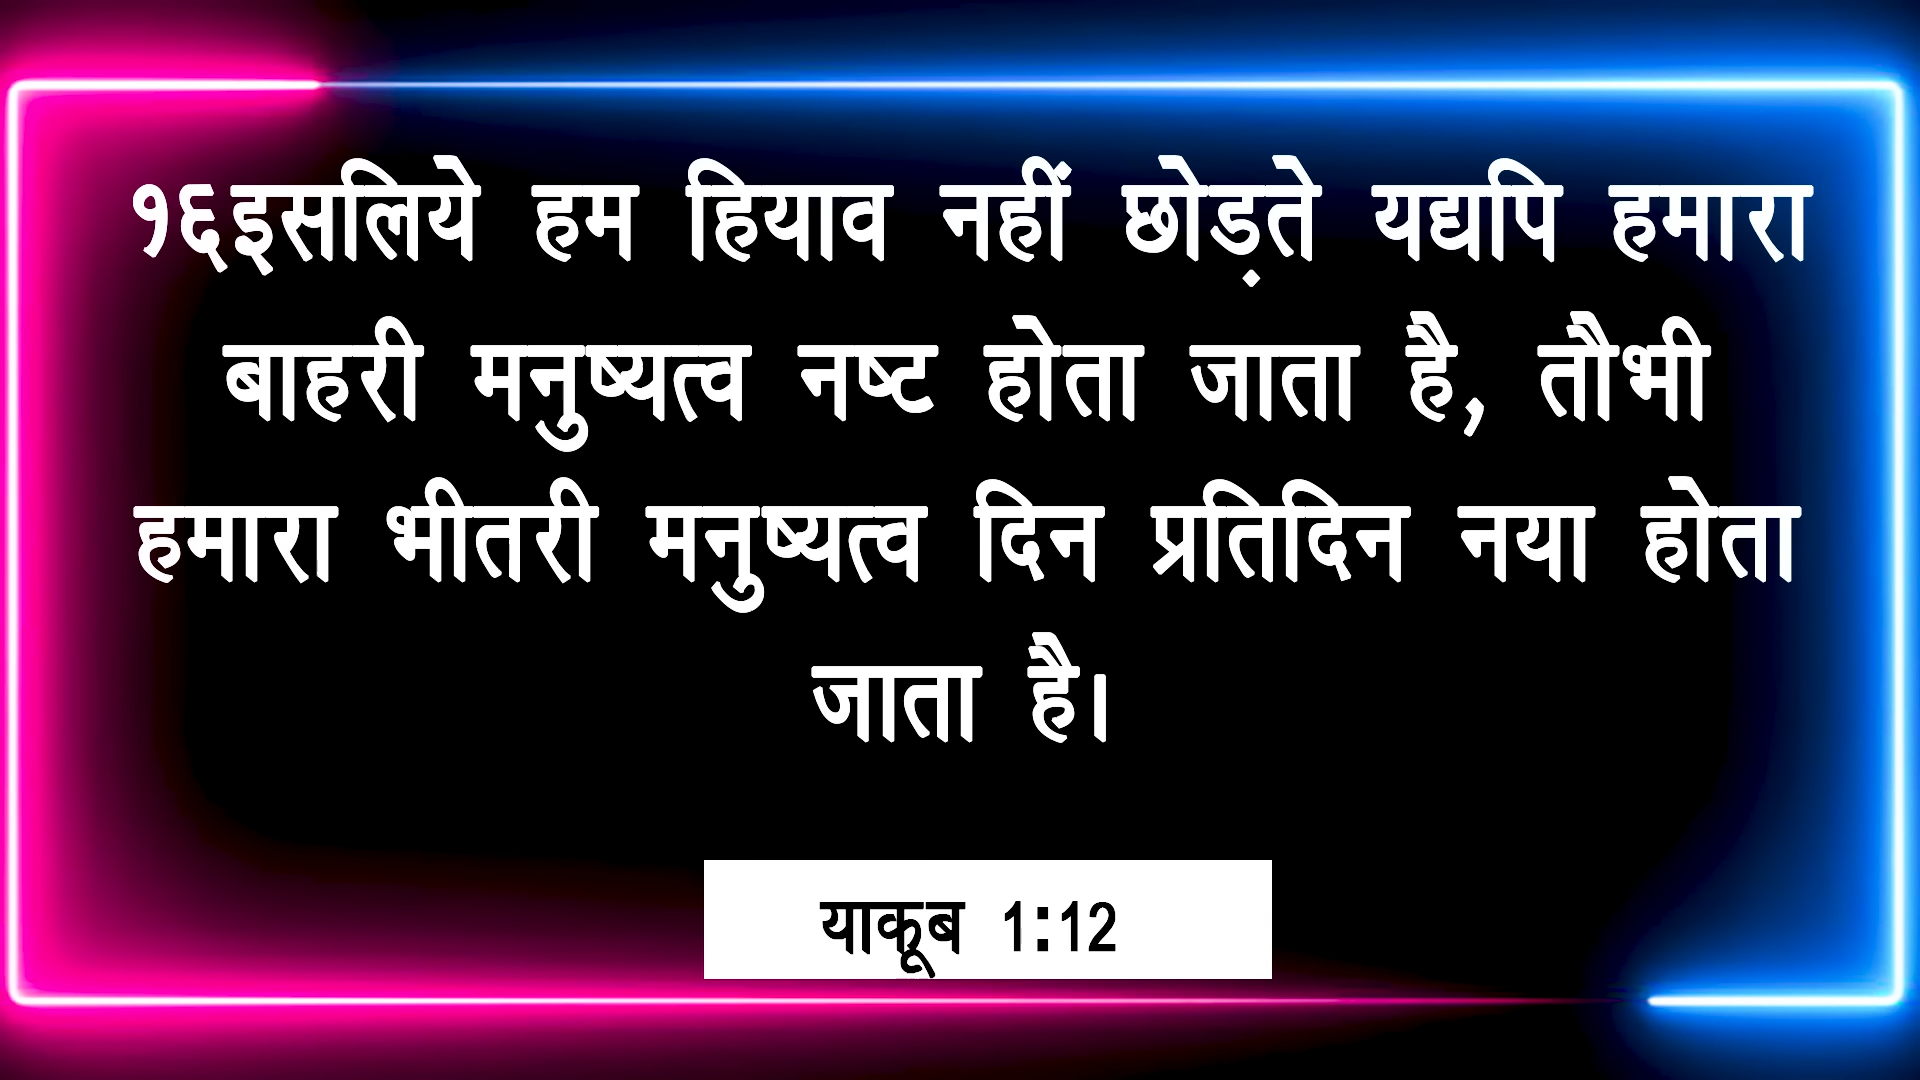 १६इसलिये हम हियाव नहीं छोड़ते यद्यपि हमारा
बाहरी मनुष्यत्व नष्ट होता जाता है, तौभी
हमारा भीतरी मनुष्यत्व दिन प्रतिदिन नया होता
जाता है।
याकूब 1:12